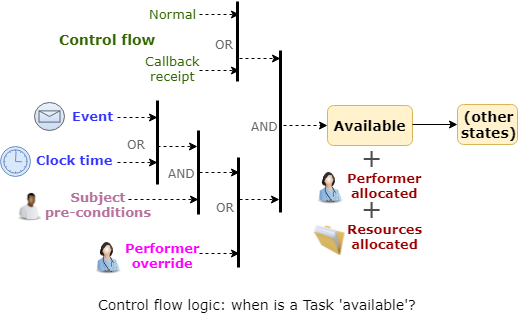 Normal
Control flow
OR
Callback
receipt
Event
OR
Clock time
AND
Subject
pre-conditions
OR
Performer
override
AND
Available
(other
states)
+
Performer
allocated
+
Resources
allocated
Control flow logic: when is a Task 'available'?